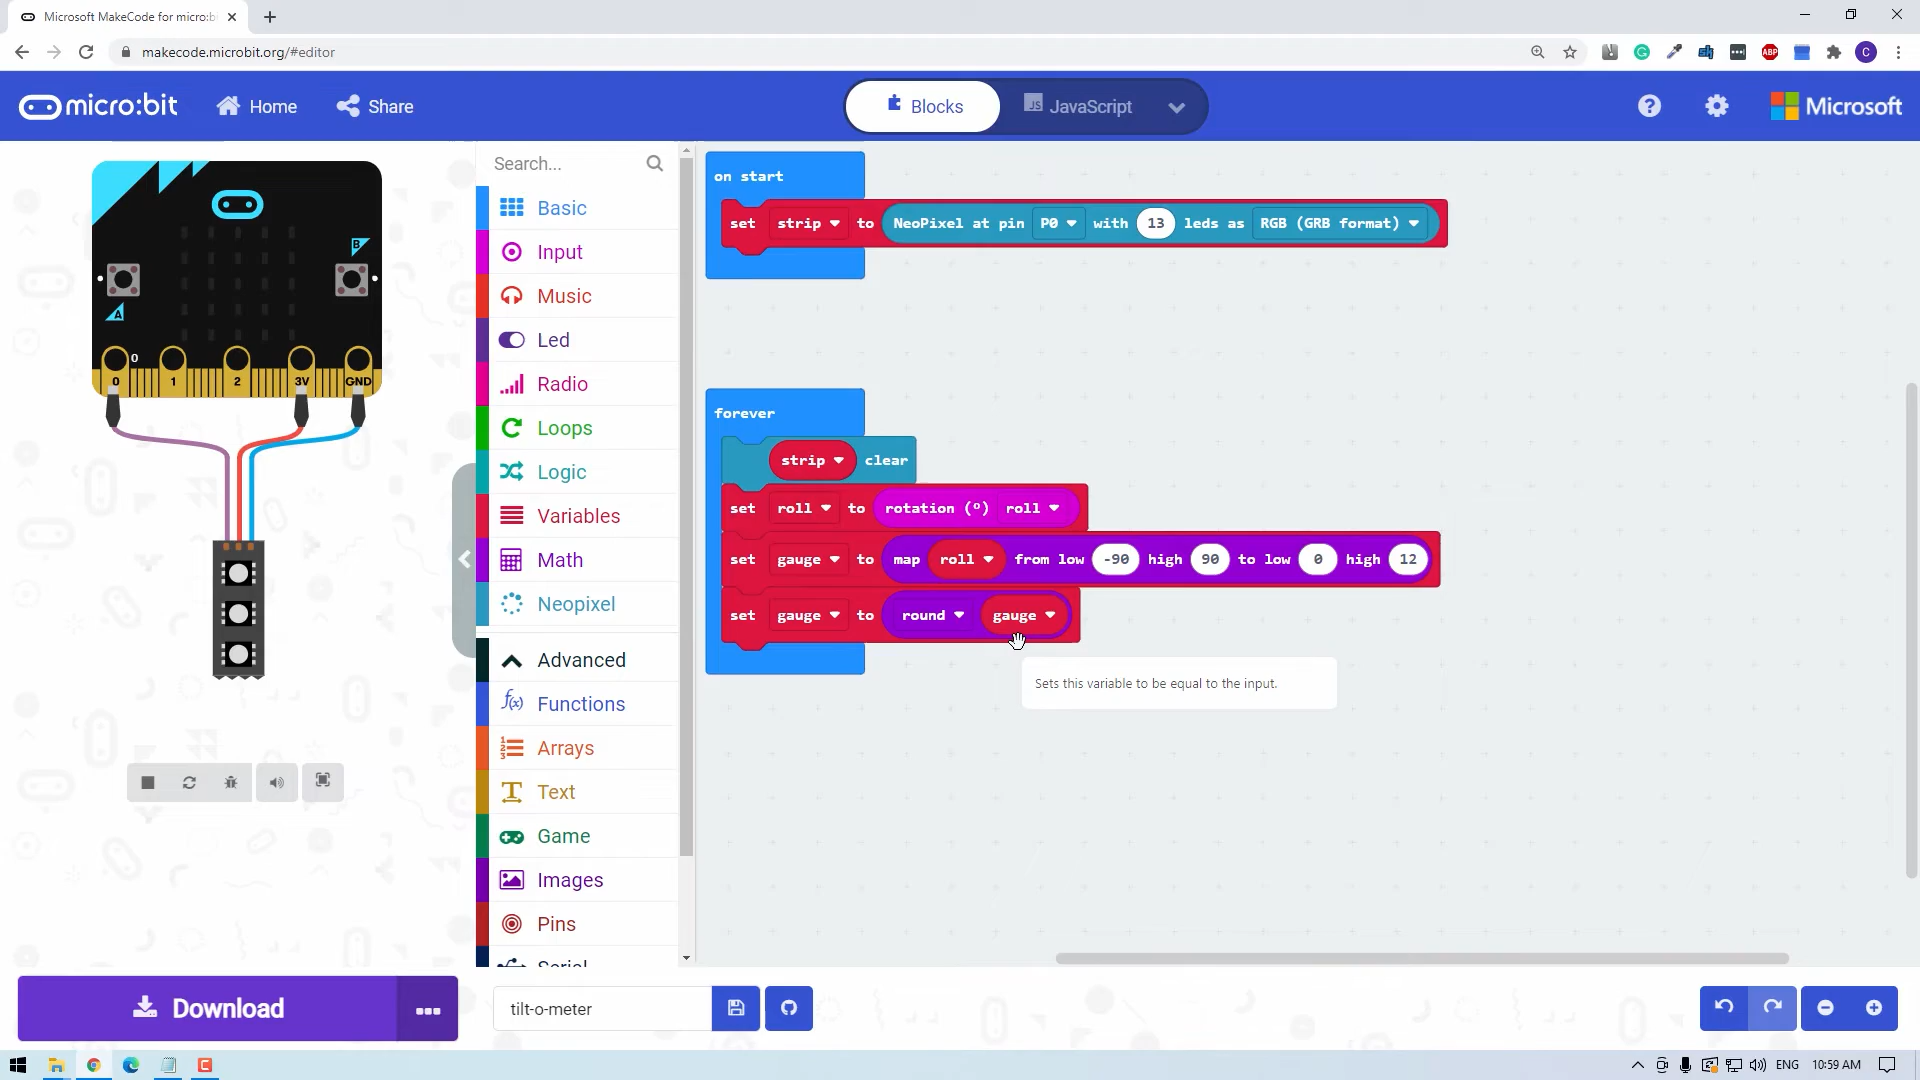 Microsoft MakeCode for micro:b
makecode.microbit.org/#editor
ABP
C
micro:bit
Home
Share
Blocks
JS JavaScript
?
Microsoft
B
A
0
0 1 2 3V GND
Search...
Basic
Input
Music
Led
Radio
Loops
Logic
Variables
Math
Neopixel
Advanced
Functions
Arrays
Text
Game
Images
Pins
Serial
on start
set strip to NeoPixel at pin P0 with 13 leds as RGB (GRB format)
forever
strip clear
set roll to rotation (°) roll
set gauge to map roll from low -90 high 90 to low 0 high 12
set gauge to round gauge
Sets this variable to be equal to the input.
Download
tilt-o-meter
ENG 10:59 AM